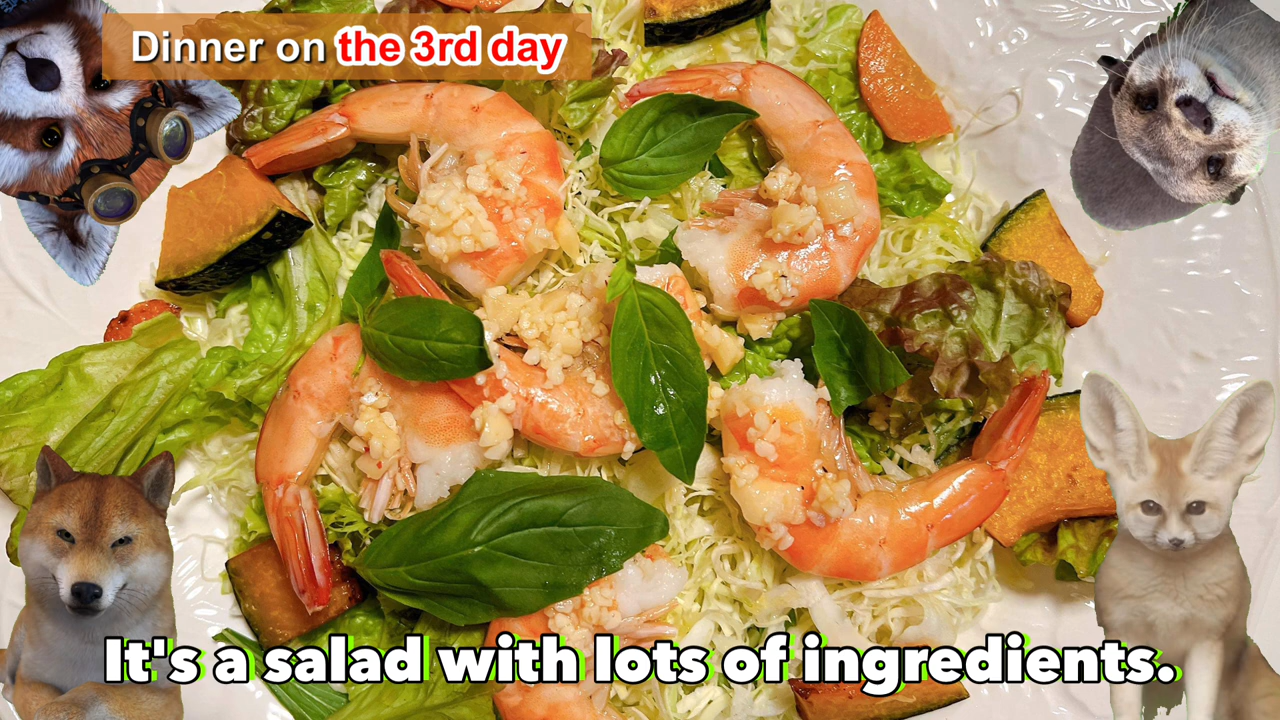 Dinner on the 3rd day
It's a salad with lots of ingredients.